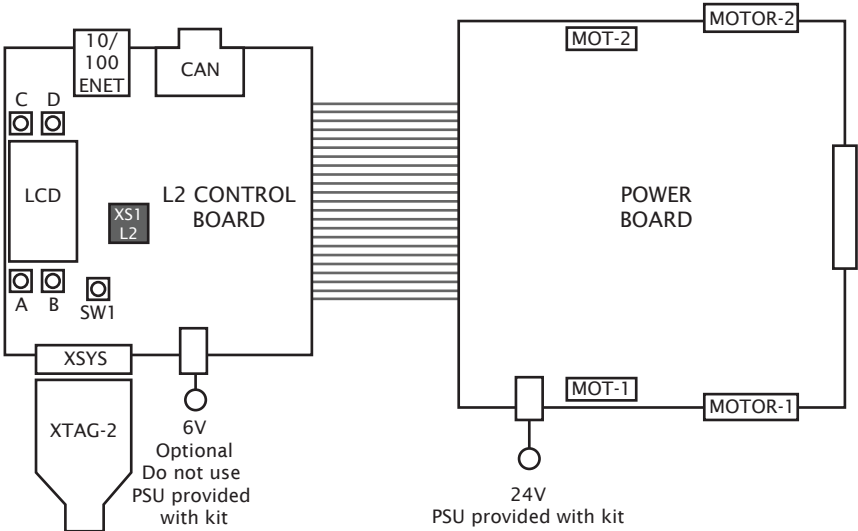 10/
100
ENET
CAN
MOT-2
MOTOR-2
C D
LCD
XS1
L2
L2 CONTROL
BOARD
POWER
BOARD
A B
SW1
XSYS
XTAG-2
6V
Optional
Do not use
PSU provided
with kit
MOT-1
MOTOR-1
24V
PSU provided with kit